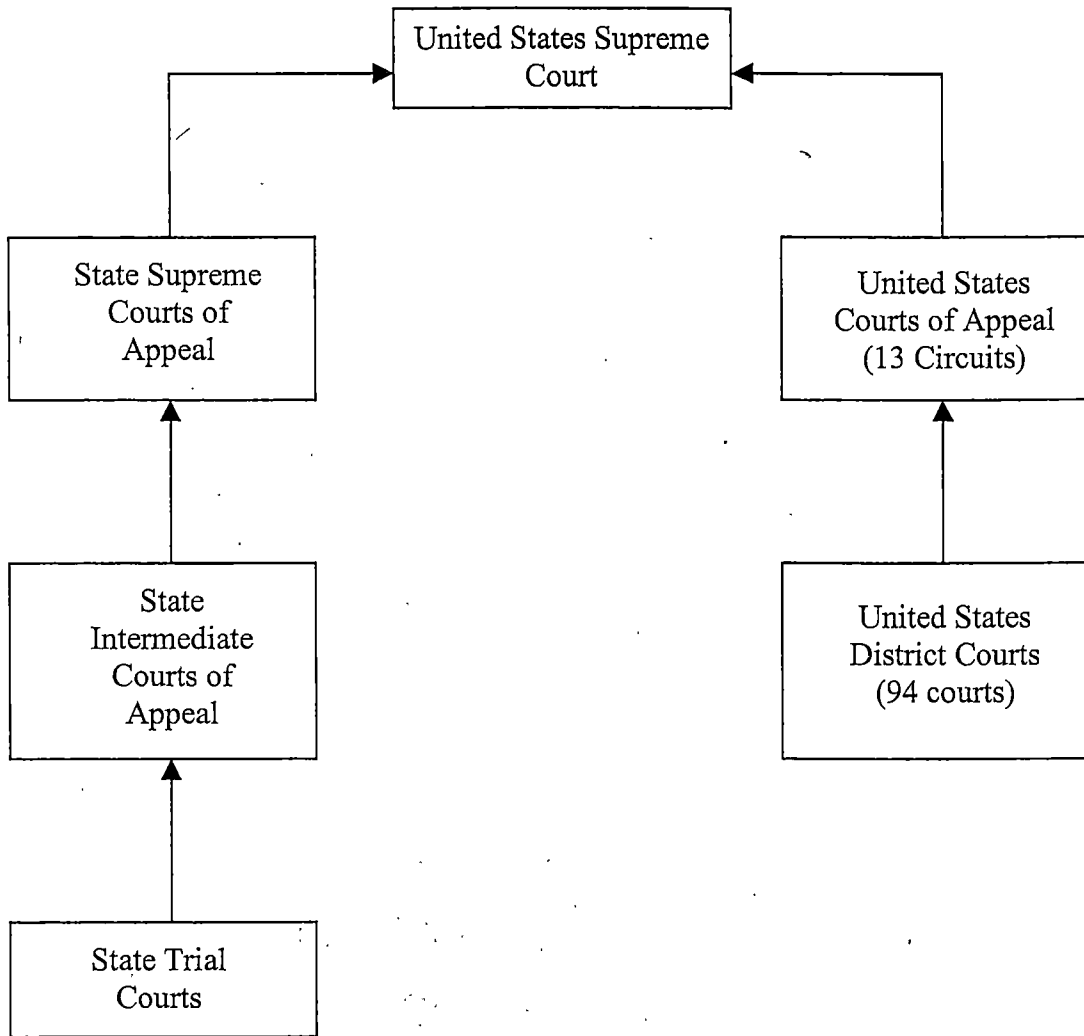 United States Supreme
Court
State Supreme
Courts of
Appeal
United States
Courts of Appeal
(13 Circuits)
State
Intermediate
Courts of
Appeal
United States
District Courts
(94 courts)
State Trial
Courts